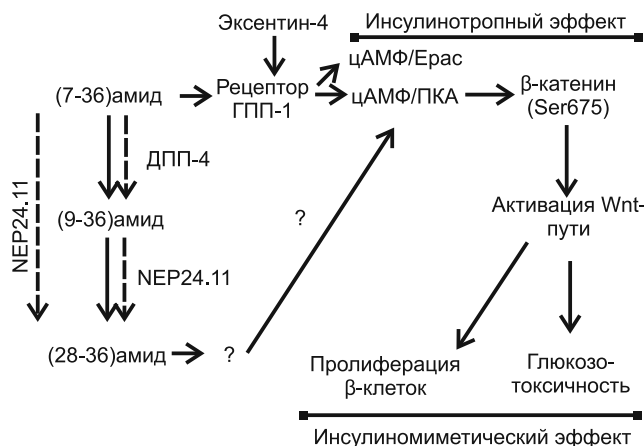 Эксентин-4
Инсулинотропный эффект
цАМФ/Epac
(7-36)амид
Рецептор
ГПП-1
цАМФ/ПКА
β-катенин
(Ser675)
ДПП-4
NEP24.11
(9-36)амид
?
Активация Wnt-
пути
NEP24.11
(28-36)амид
?
Пролиферация
β-клеток
Глюкозо-
токсичность
Инсулиномиметический эффект